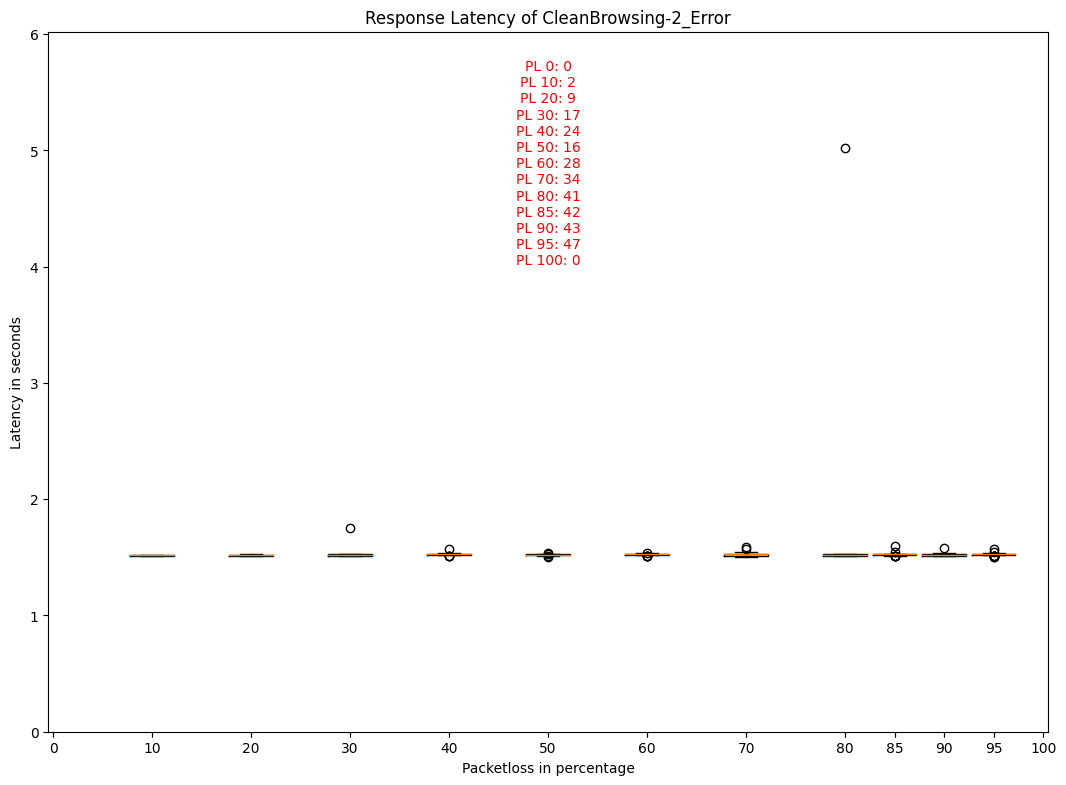 Response Latency of CleanBrowsing-2_Error
6
PL 0: 0
PL 10: 2
PL 20: 9
PL 30: 17
PL 40: 24
PL 50: 16
PL 60: 28
PL 70: 34
PL 80: 41
PL 85: 42
PL 90: 43
PL 95: 47
PL 100: 0
5
4
3
2
1
0
Latency in seconds
0 10 20 30 40 50 60 70 80 85 90 95 100
Packetloss in percentage